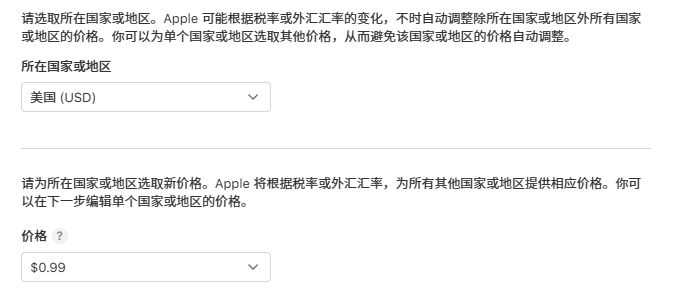 请选取所在国家或地区。Apple 可能根据税率或外汇汇率的变化，不时自动调整除所在国家或地区外所有国家
或地区的价格。你可以为单个国家或地区选取其他价格，从而避免该国家或地区的价格自动调整。
所在国家或地区
美国 (USD)
请为所在国家或地区选取新价格。Apple 将根据税率或外汇汇率，为所有其他国家或地区提供相应价格。你可
以在下一步编辑单个国家或地区的价格。
价格 ?
$0.99